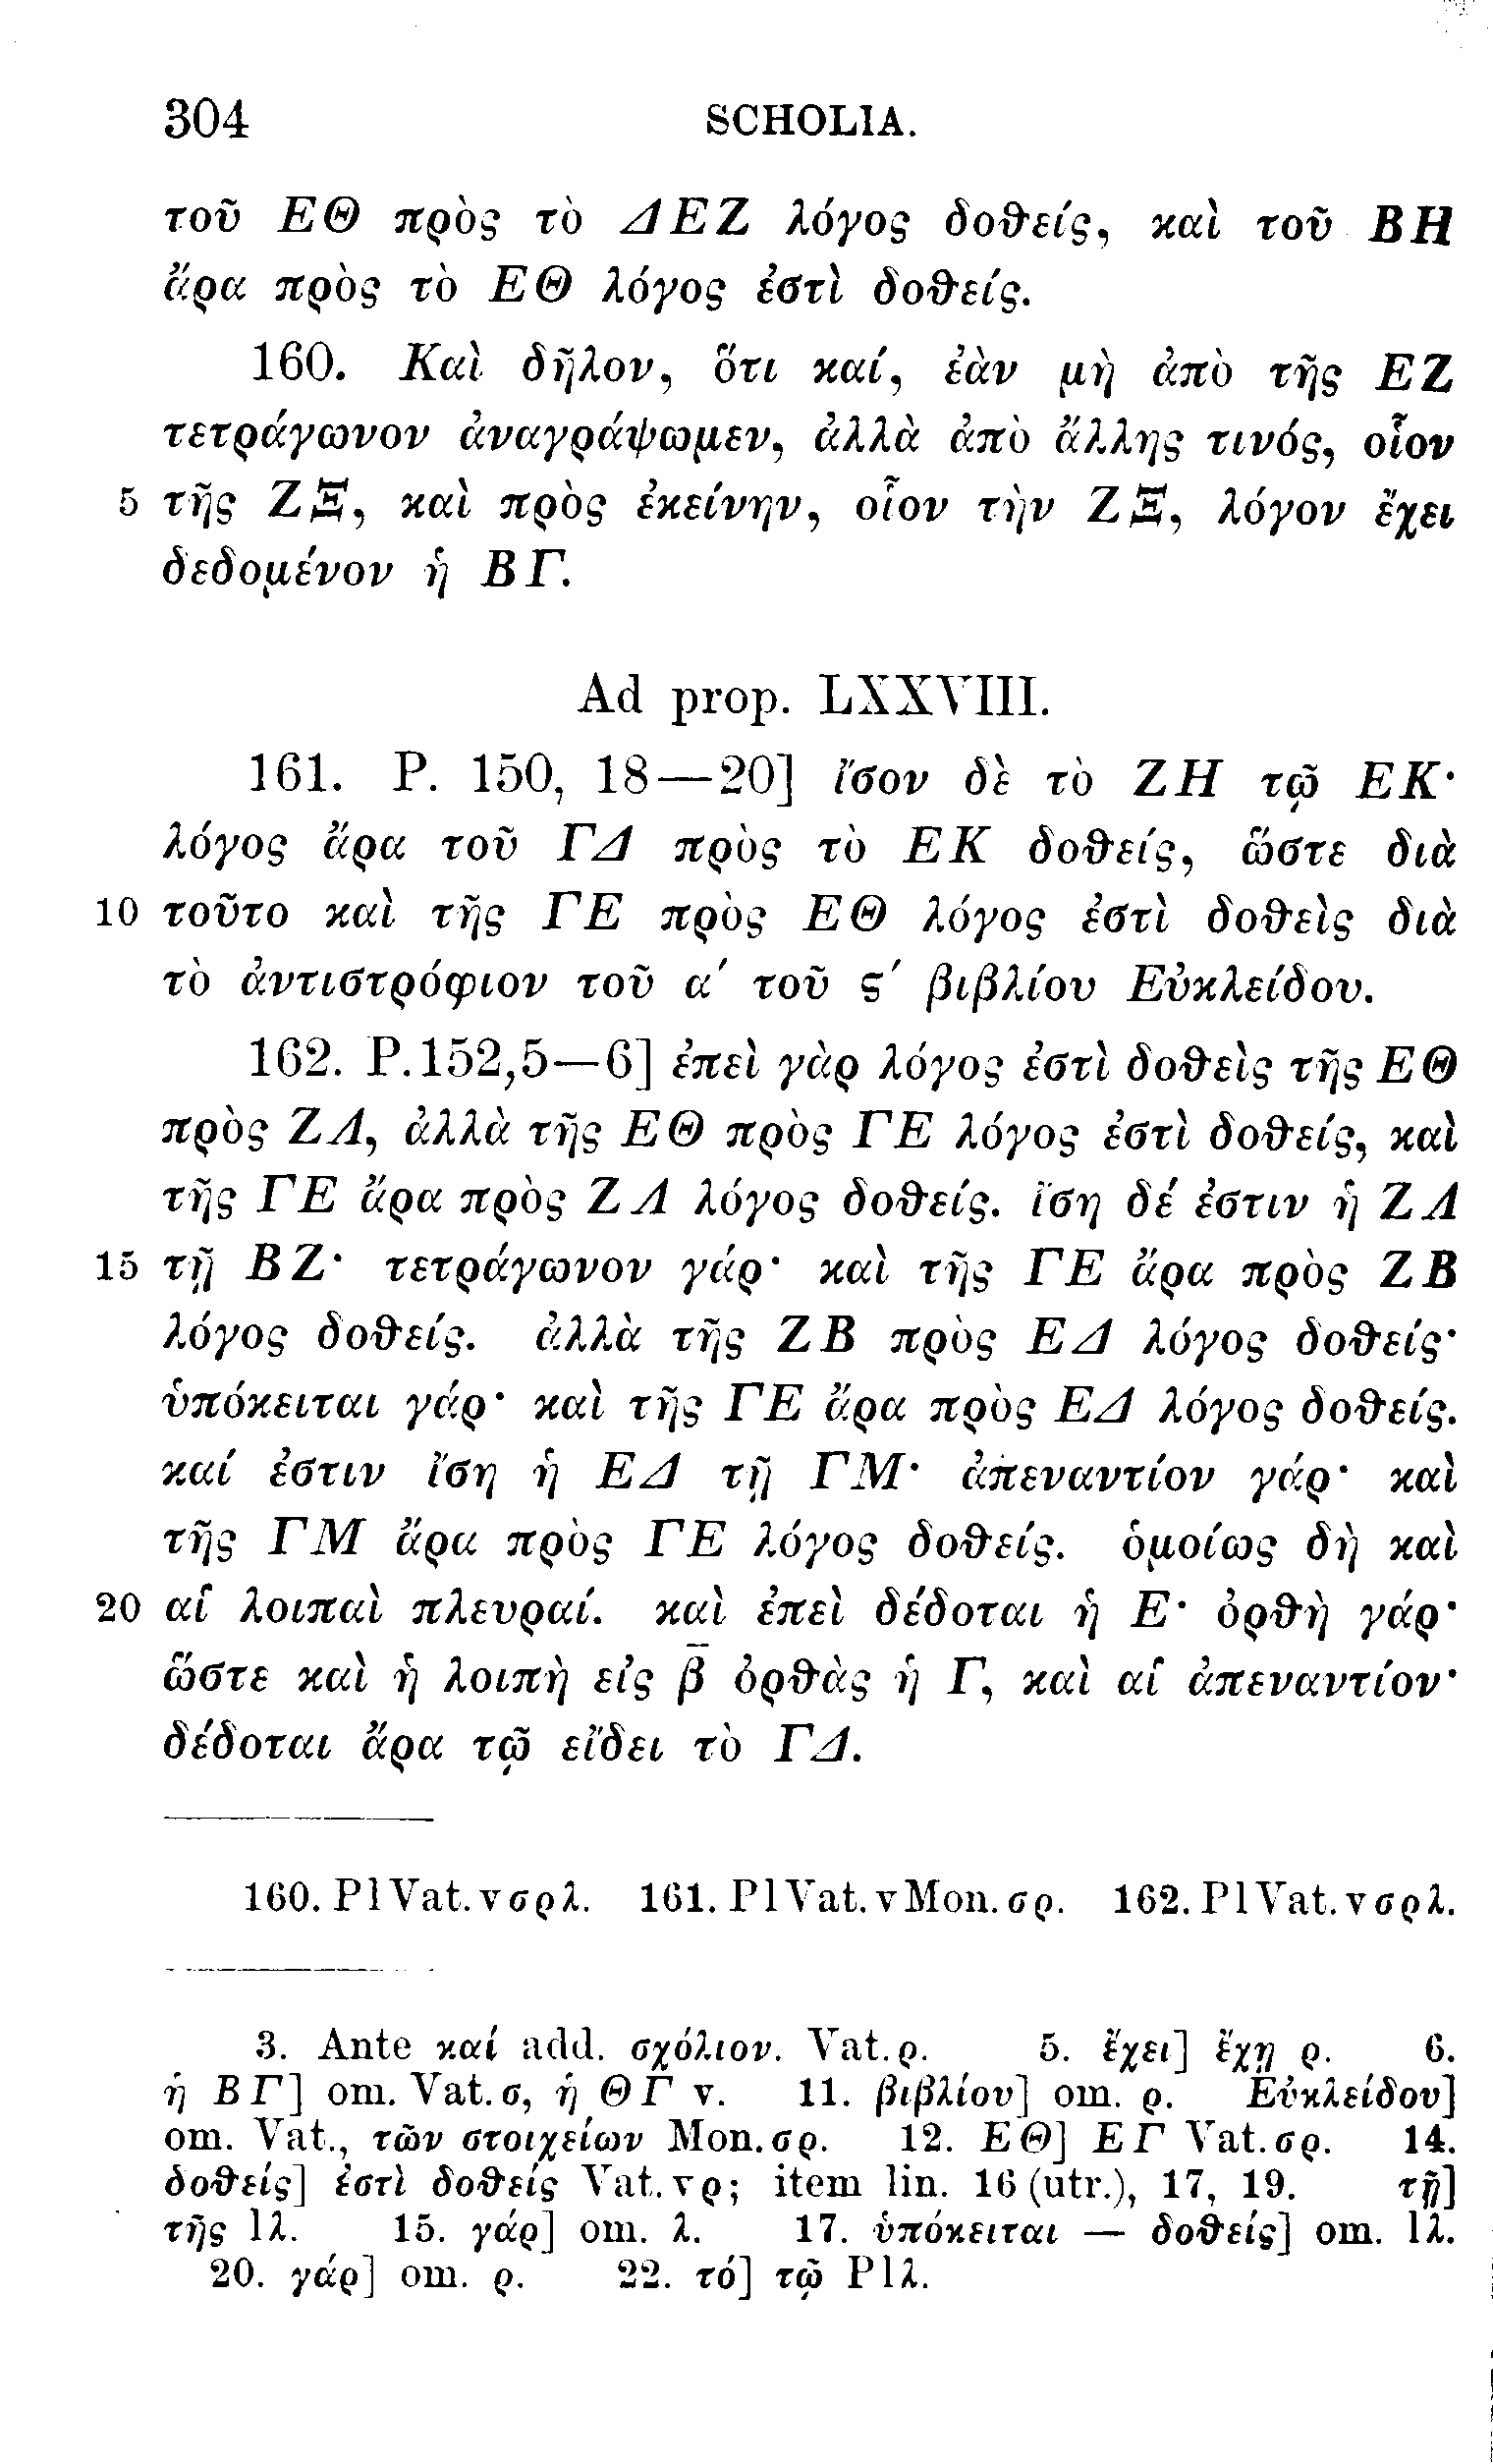 304 SCHOLIA.
τοῦ ΕΘ πρὸς τὸ ΔΕΖ λόγος δοθείς, καὶ τοῦ ΒΗ
ἄρα πρὸς τὸ ΕΘ λόγος ἐστὶ δοθείς.
160. Καὶ δῆλον, ὅτι καί, ἐὰν μὴ ἀπὸ τῆς ΕΖ
τετράγωνον ἀναγράψωμεν, ἀλλὰ ἀπὸ ἄλλης τινός, οἷον
5 τῆς ΖΞ, καὶ πρὸς ἐκείνην, οἷον τὴν ΖΞ, λόγον ἔχει
δεδομένον ἡ ΒΓ.
Ad prop. LXXVIII.
161. P. 150, 18—20] ἴσον δὲ τὸ ΖΗ τῷ ΕΚ·
λόγος ἄρα τοῦ ΓΔ πρὸς τὸ ΕΚ δοθείς, ὥστε διὰ
10 τοῦτο καὶ τῆς ΓΕ πρὸς ΕΘ λόγος ἐστὶ δοθεὶς διὰ
τὸ ἀντιστρόφιον τοῦ α′ τοῦ ϛ′ βιβλίου Εὐκλείδου.
162. P. 152,5—6] ἐπεὶ γὰρ λόγος ἐστὶ δοθεὶς τῆς ΕΘ
πρὸς ΖΛ, ἀλλὰ τῆς ΕΘ πρὸς ΓΕ λόγος ἐστὶ δοθείς, καὶ
τῆς ΓΕ ἄρα πρὸς ΖΛ λόγος δοθείς. ἴση δέ ἐστιν ἡ ΖΛ
15 τῇ ΒΖ· τετράγωνον γάρ· καὶ τῆς ΓΕ ἄρα πρὸς ΖΒ
λόγος δοθείς. ἀλλὰ τῆς ΖΒ πρὸς ΕΔ λόγος δοθείς·
ὑπόκειται γάρ· καὶ τῆς ΓΕ ἄρα πρὸς ΕΔ λόγος δοθείς.
καί ἐστιν ἴση ἡ ΕΔ τῇ ΓΜ· ἀπεναντίον γάρ· καὶ
τῆς ΓΜ ἄρα πρὸς ΓΕ λόγος δοθείς. ὁμοίως δὴ καὶ
20 αἱ λοιπαὶ πλευραί. καὶ ἐπεὶ δέδοται ἡ Ε· ὀρθὴ γάρ·
ὥστε καὶ ἡ λοιπὴ εἰς β̄ ὀρθὰς ἡ Γ, καὶ αἱ ἀπεναντίον·
δέδοται ἄρα τῷ εἴδει τὸ ΓΔ.
160. Pl Vat. v σρλ. 161. Pl Vat. v Mon. σρ. 162. Pl Vat. v σρλ.
3. Ante καί add. σχόλιον. Vat. ρ. 5. ἔχει] ἔχῃ ρ. 6.
ἡ ΒΓ] om. Vat. σ, ἡ ΘΓ v. 11. βιβλίου] om. ρ. Εὐκλείδου]
om. Vat., τῶν στοιχείων Mon. σρ. 12. ΕΘ] ΕΓ Vat. σρ. 14.
δοθείς] ἐστὶ δοθείς Vat. vρ; item lin. 16 (utr.), 17, 19. τῇ]
τῆς lλ. 15. γάρ] om. λ. 17. ὑπόκειται — δοθείς] om. lλ.
20. γάρ] om. ρ. 22. τό] τῷ Plλ.